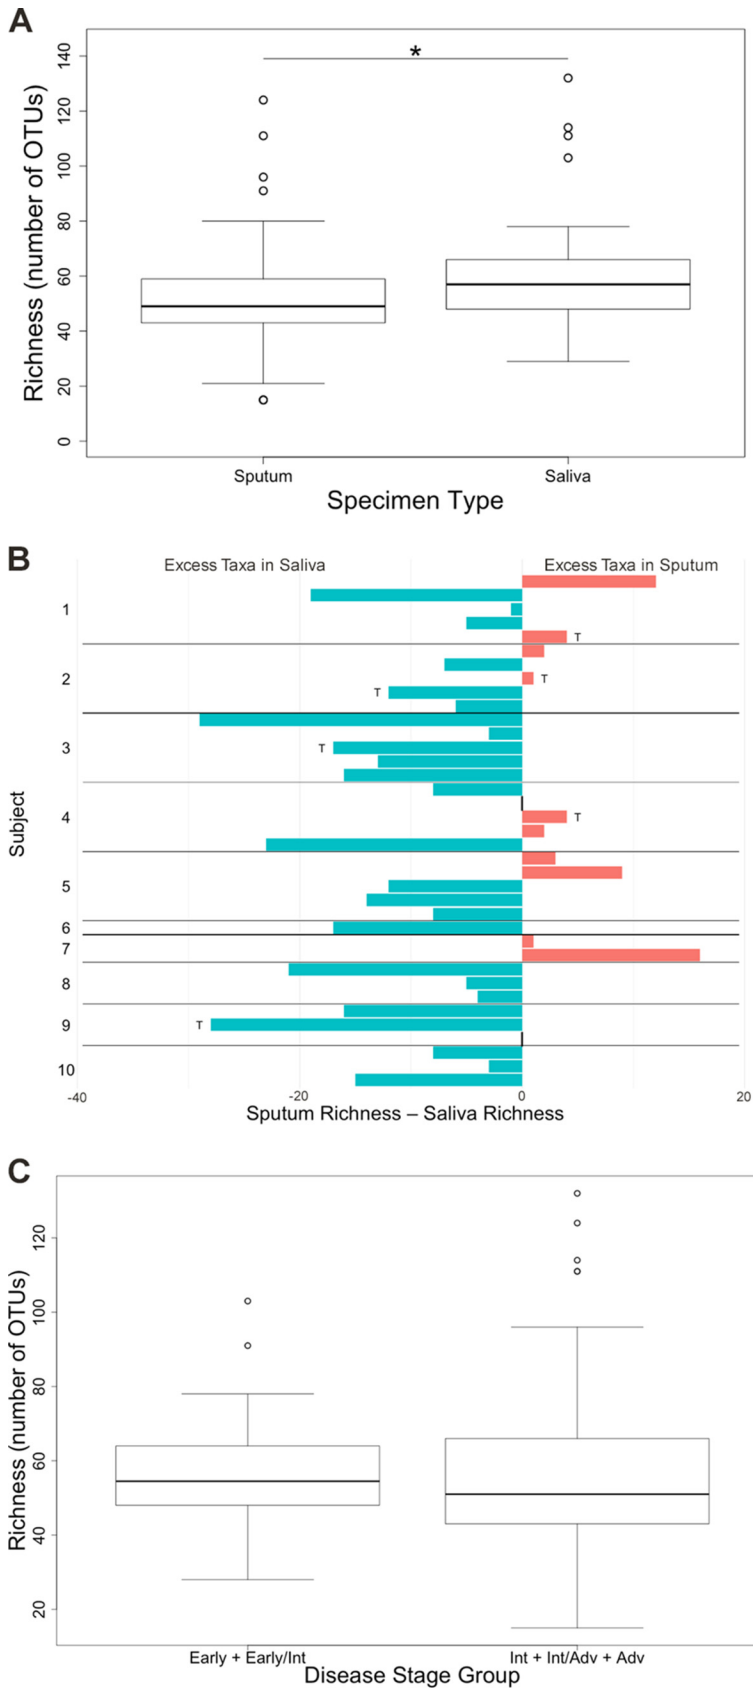 A
Richness (number of OTUs)
140
120
100
80
60
40
20
0
*
Sputum
Saliva
Specimen Type
B
Excess Taxa in Saliva
Excess Taxa in Sputum
Subject
1
T
2
T
T
3
T
4
T
5
6
7
8
9
T
10
-40
-20
0
20
Sputum Richness – Saliva Richness
C
Richness (number of OTUs)
120
100
80
60
40
20
Early + Early/Int
Int + Int/Adv + Adv
Disease Stage Group